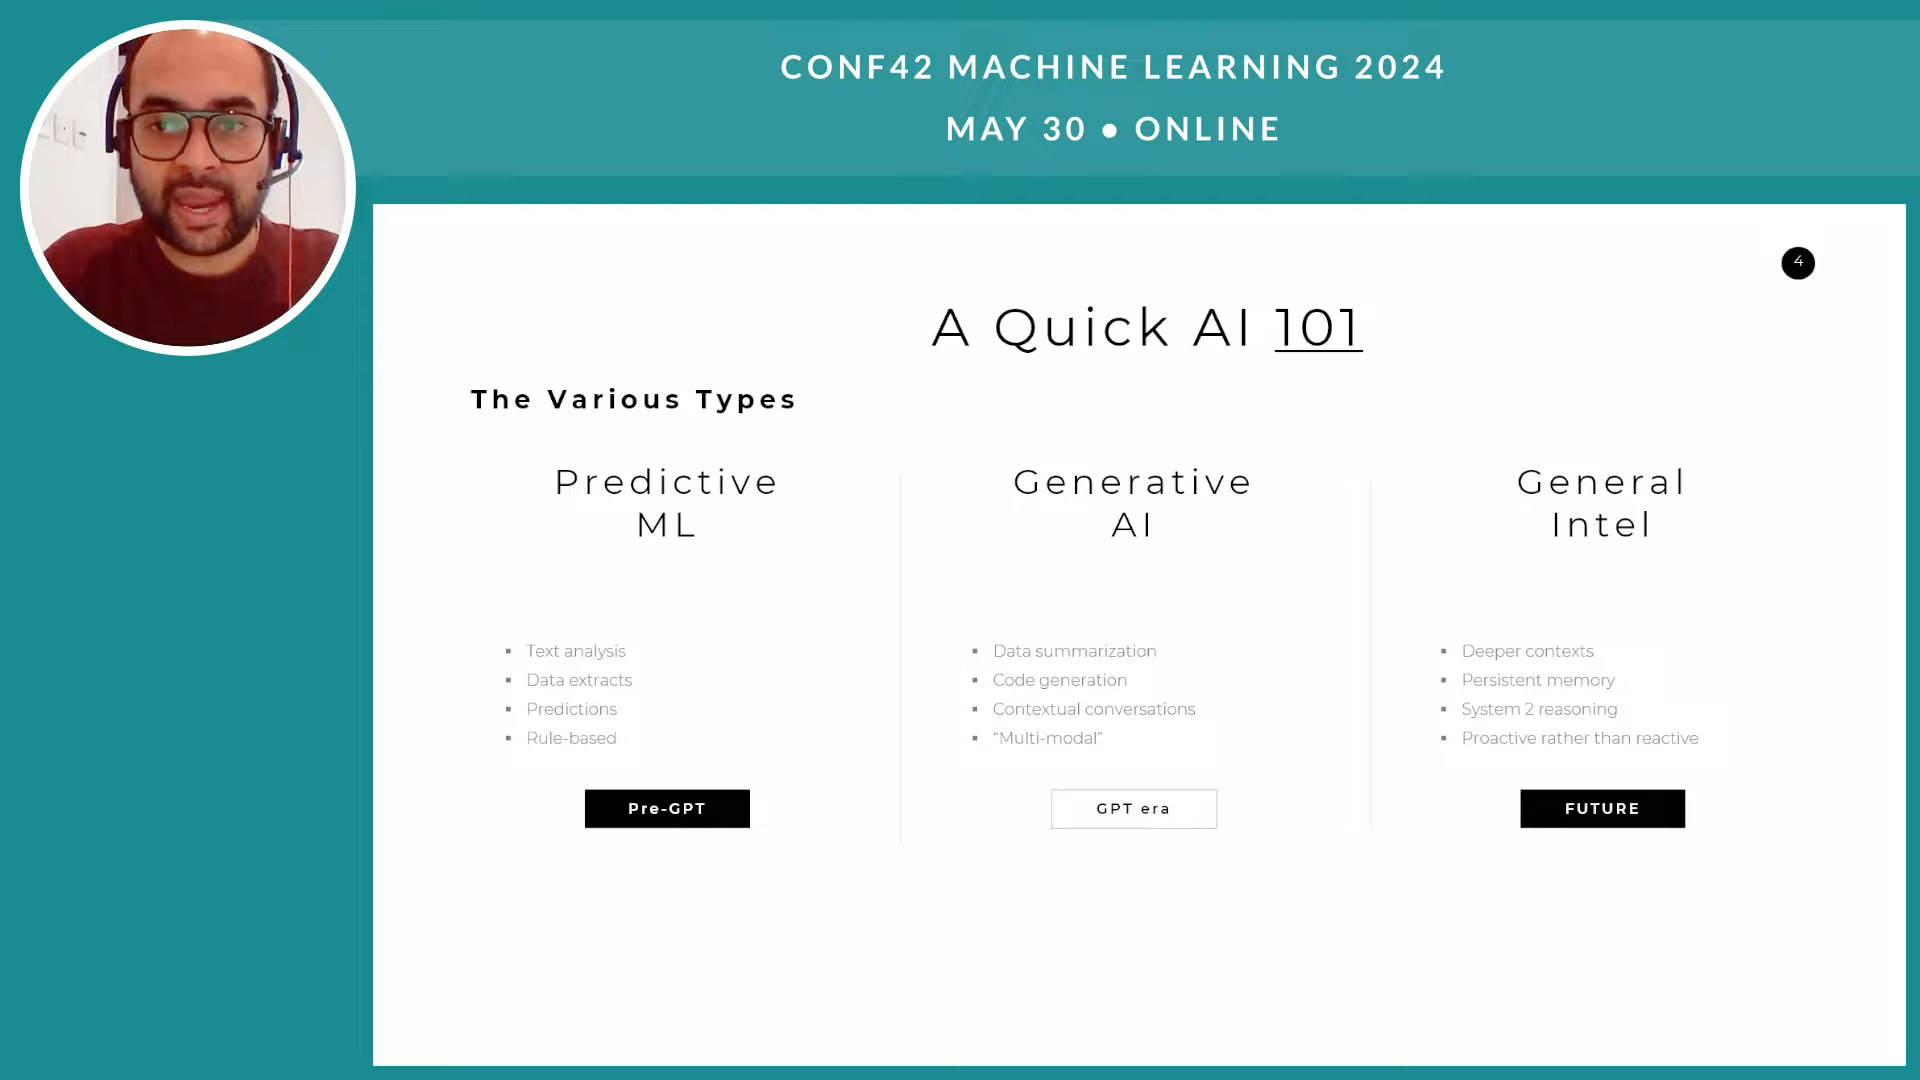 CONF42 MACHINE LEARNING 2024
MAY 30 ● ONLINE
4
A Quick AI 101
The Various Types
Predictive
ML
▪ Text analysis
▪ Data extracts
▪ Predictions
▪ Rule-based
Pre-GPT
Generative
AI
▪ Data summarization
▪ Code generation
▪ Contextual conversations
▪ “Multi-modal”
GPT era
General
Intel
▪ Deeper contexts
▪ Persistent memory
▪ System 2 reasoning
▪ Proactive rather than reactive
FUTURE